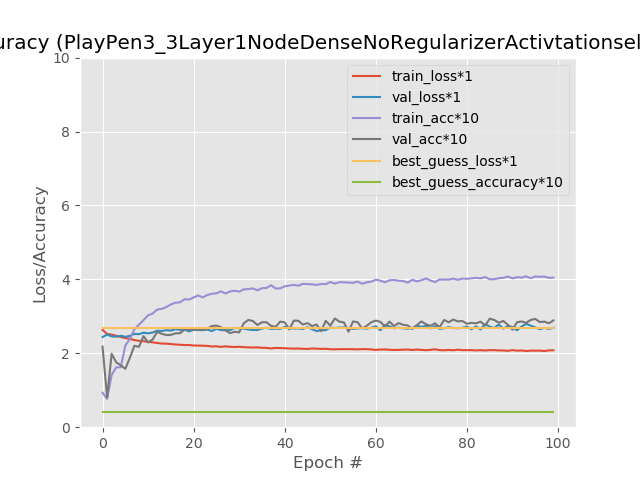 uracy (PlayPen3_3Layer1NodeDenseNoRegularizerActivtationsel
train_loss*1
val_loss*1
train_acc*10
val_acc*10
best_guess_loss*1
best_guess_accuracy*10
10
8
6
4
2
0
Loss/Accuracy
0 20 40 60 80 100
Epoch #